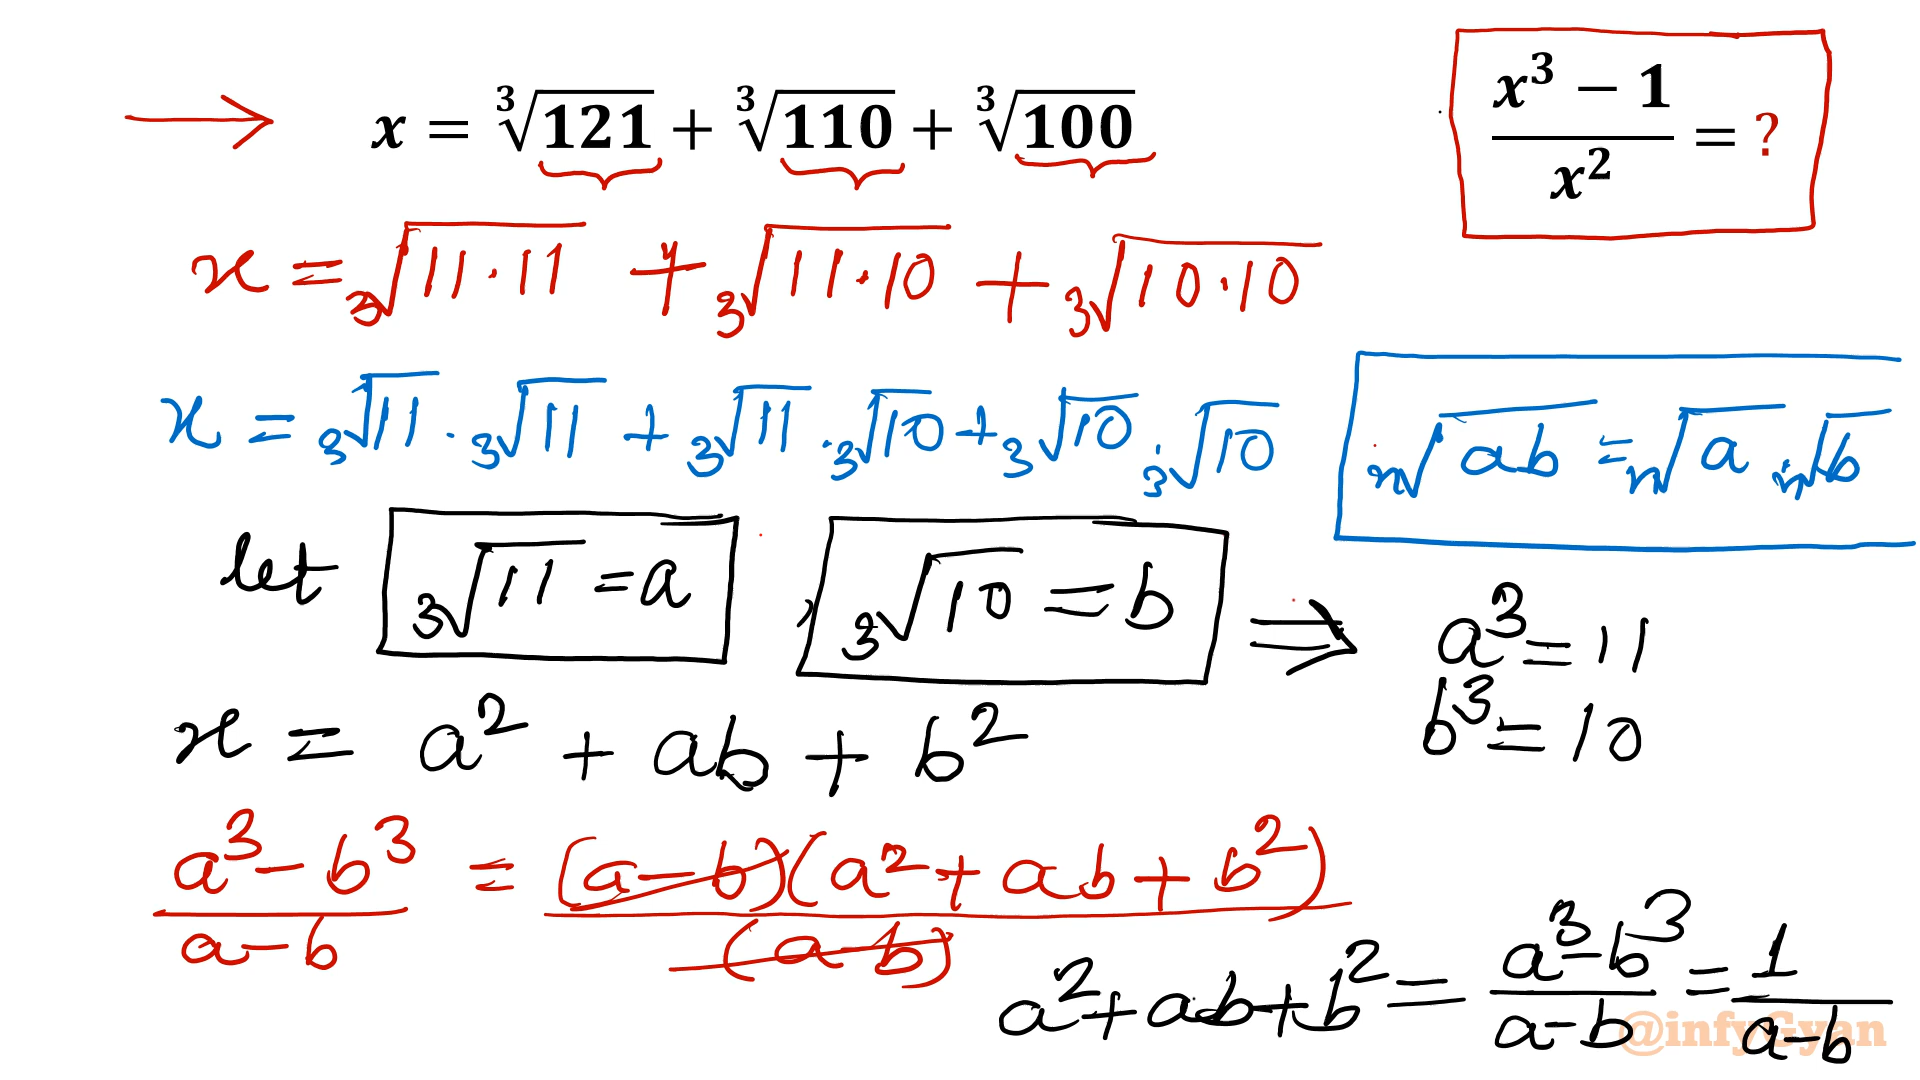 x = ∛121 + ∛110 + ∛100
(x³ − 1)/x² = ?
x = ∛(11·11) + ∛(11·10) + ∛(10·10)
x = ∛11 · ∛11 + ∛11 · ∛10 + ∛10 · ∛10
ⁿ√(ab) = ⁿ√a · ⁿ√b
let ∛11 = a , ∛10 = b ⇒ a³ = 11
b³ = 10
x = a² + ab + b²
(a³ − b³)/(a − b) = (a − b)(a² + ab + b²)/(a − b)
a² + ab + b² = (a³ − b³)/(a − b) = 1/(a − b)
@infyGyan